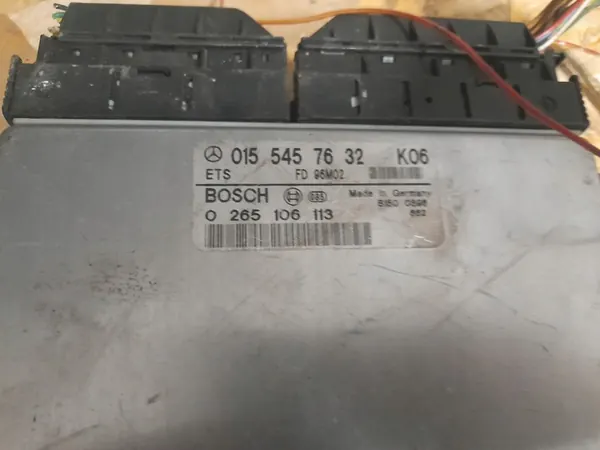 015 545 76 32 K06
ETS FD 96M02
BOSCH Made in Germany
0 265 106 113